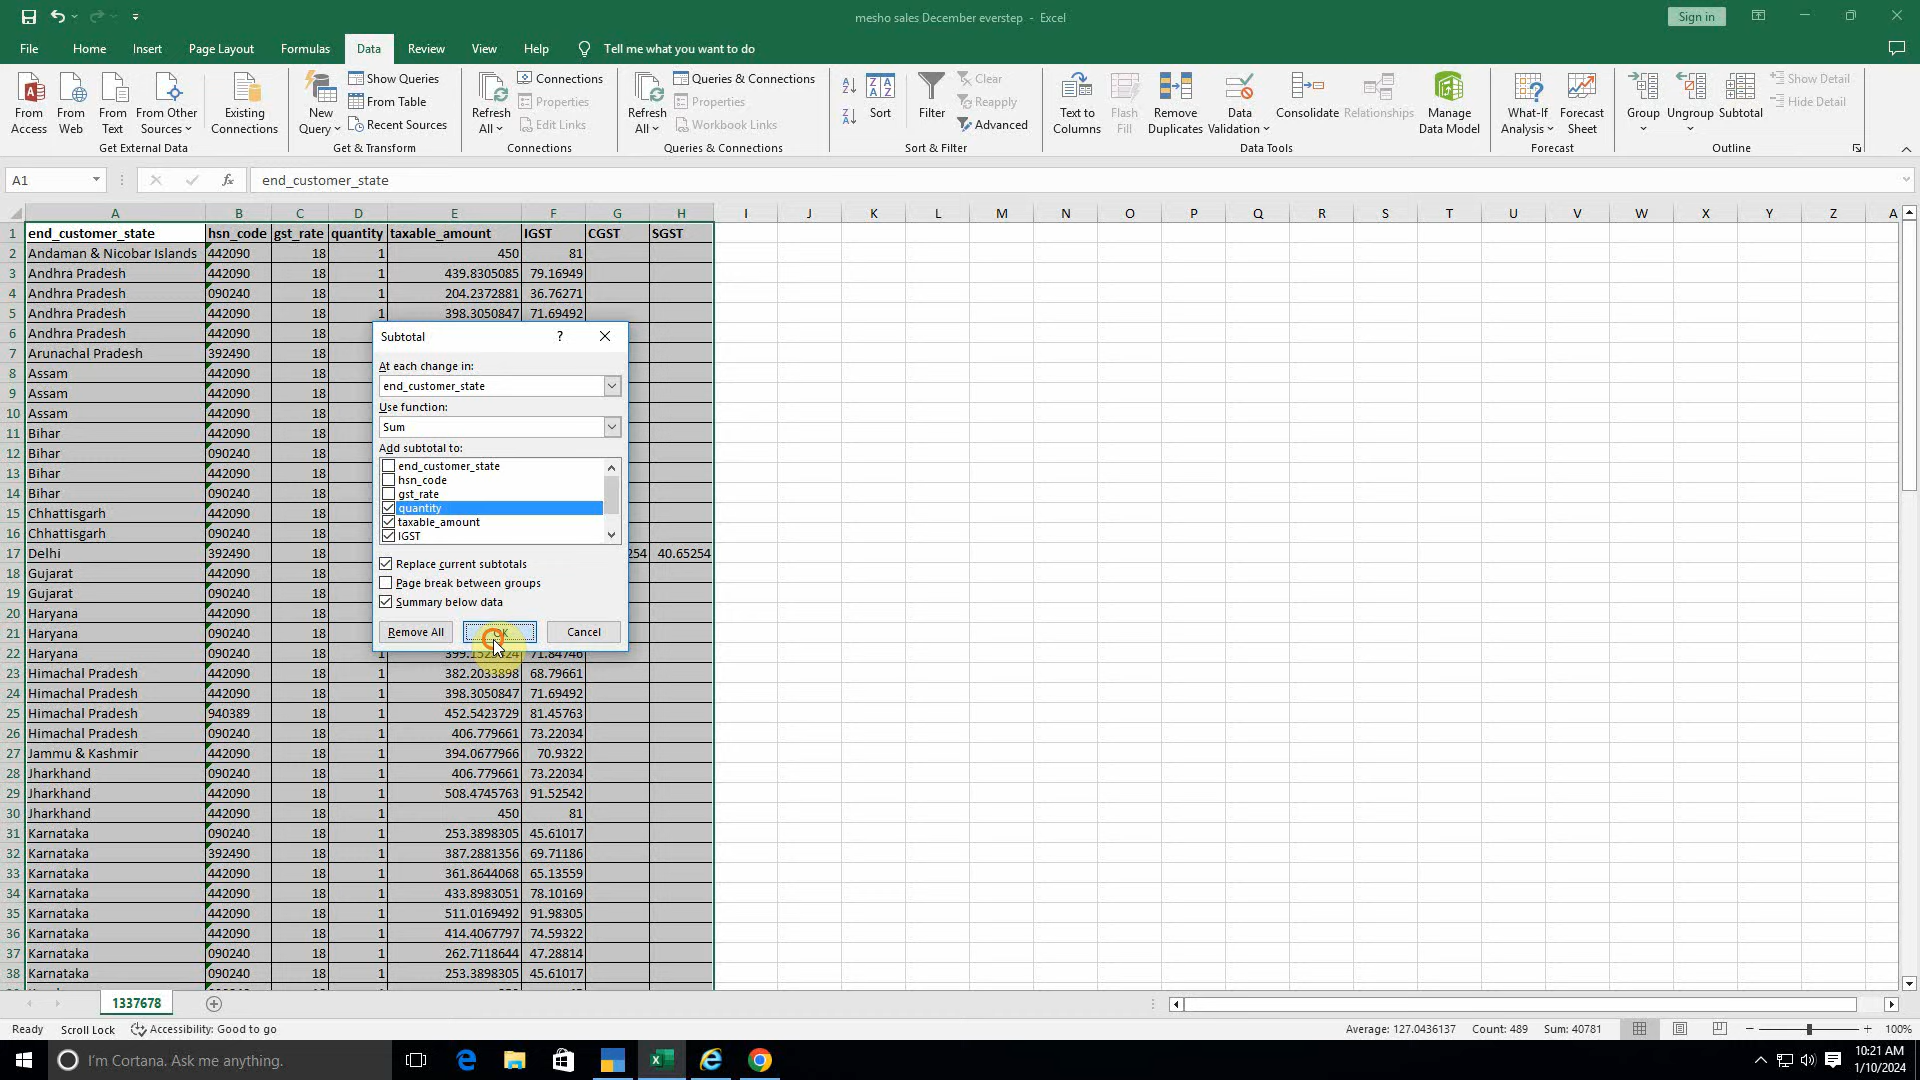 mesho sales December everstep - Excel
Sign in
File Home Insert Page Layout Formulas Data Review View Help Tell me what you want to do
From Access
From Web
From Text
From Other Sources
Existing Connections
Get External Data
New Query
Show Queries
From Table
Recent Sources
Get & Transform
Refresh All
Connections
Properties
Edit Links
Connections
Refresh All
Queries & Connections
Properties
Workbook Links
Queries & Connections
Sort
Filter
Clear
Reapply
Advanced
Sort & Filter
Text to Columns
Flash Fill
Remove Duplicates
Data Validation
Consolidate
Relationships
Manage Data Model
Data Tools
What-If Analysis
Forecast Sheet
Forecast
Group
Ungroup
Subtotal
Show Detail
Hide Detail
Outline
A1 fx end_customer_state
A B C D E F G H I J K L M N O P Q R S T U V W X Y Z A
1 end_customer_state hsn_code gst_rate quantity taxable_amount IGST CGST SGST
2 Andaman & Nicobar Islands 442090 18 1 450 81
3 Andhra Pradesh 442090 18 1 439.8305085 79.16949
4 Andhra Pradesh 090240 18 1 204.2372881 36.76271
5 Andhra Pradesh 442090 18 1 398.3050847 71.69492
6 Andhra Pradesh 442090 18
7 Arunachal Pradesh 392490 18
8 Assam 442090 18
9 Assam 442090 18
10 Assam 442090 18
11 Bihar 442090 18
12 Bihar 090240 18
13 Bihar 442090 18
14 Bihar 090240 18
15 Chhattisgarh 442090 18
16 Chhattisgarh 090240 18
17 Delhi 392490 18 254 40.65254
18 Gujarat 442090 18
19 Gujarat 090240 18
20 Haryana 442090 18
21 Haryana 090240 18
22 Haryana 090240 18 1 71.84746
23 Himachal Pradesh 442090 18 1 382.2033898 68.79661
24 Himachal Pradesh 442090 18 1 398.3050847 71.69492
25 Himachal Pradesh 940389 18 1 452.5423729 81.45763
26 Himachal Pradesh 090240 18 1 406.779661 73.22034
27 Jammu & Kashmir 442090 18 1 394.0677966 70.9322
28 Jharkhand 090240 18 1 406.779661 73.22034
29 Jharkhand 442090 18 1 508.4745763 91.52542
30 Jharkhand 442090 18 1 450 81
31 Karnataka 090240 18 1 253.3898305 45.61017
32 Karnataka 392490 18 1 387.2881356 69.71186
33 Karnataka 442090 18 1 361.8644068 65.13559
34 Karnataka 442090 18 1 433.8983051 78.10169
35 Karnataka 442090 18 1 511.0169492 91.98305
36 Karnataka 442090 18 1 414.4067797 74.59322
37 Karnataka 090240 18 1 262.7118644 47.28814
38 Karnataka 090240 18 1 253.3898305 45.61017
Subtotal ?
At each change in:
end_customer_state
Use function:
Sum
Add subtotal to:
end_customer_state
hsn_code
gst_rate
quantity
taxable_amount
IGST
Replace current subtotals
Page break between groups
Summary below data
Remove All Cancel
1337678
Ready Scroll Lock Accessibility: Good to go Average: 127.0436137 Count: 489 Sum: 40781 100%
I'm Cortana. Ask me anything.
10:21 AM
1/10/2024